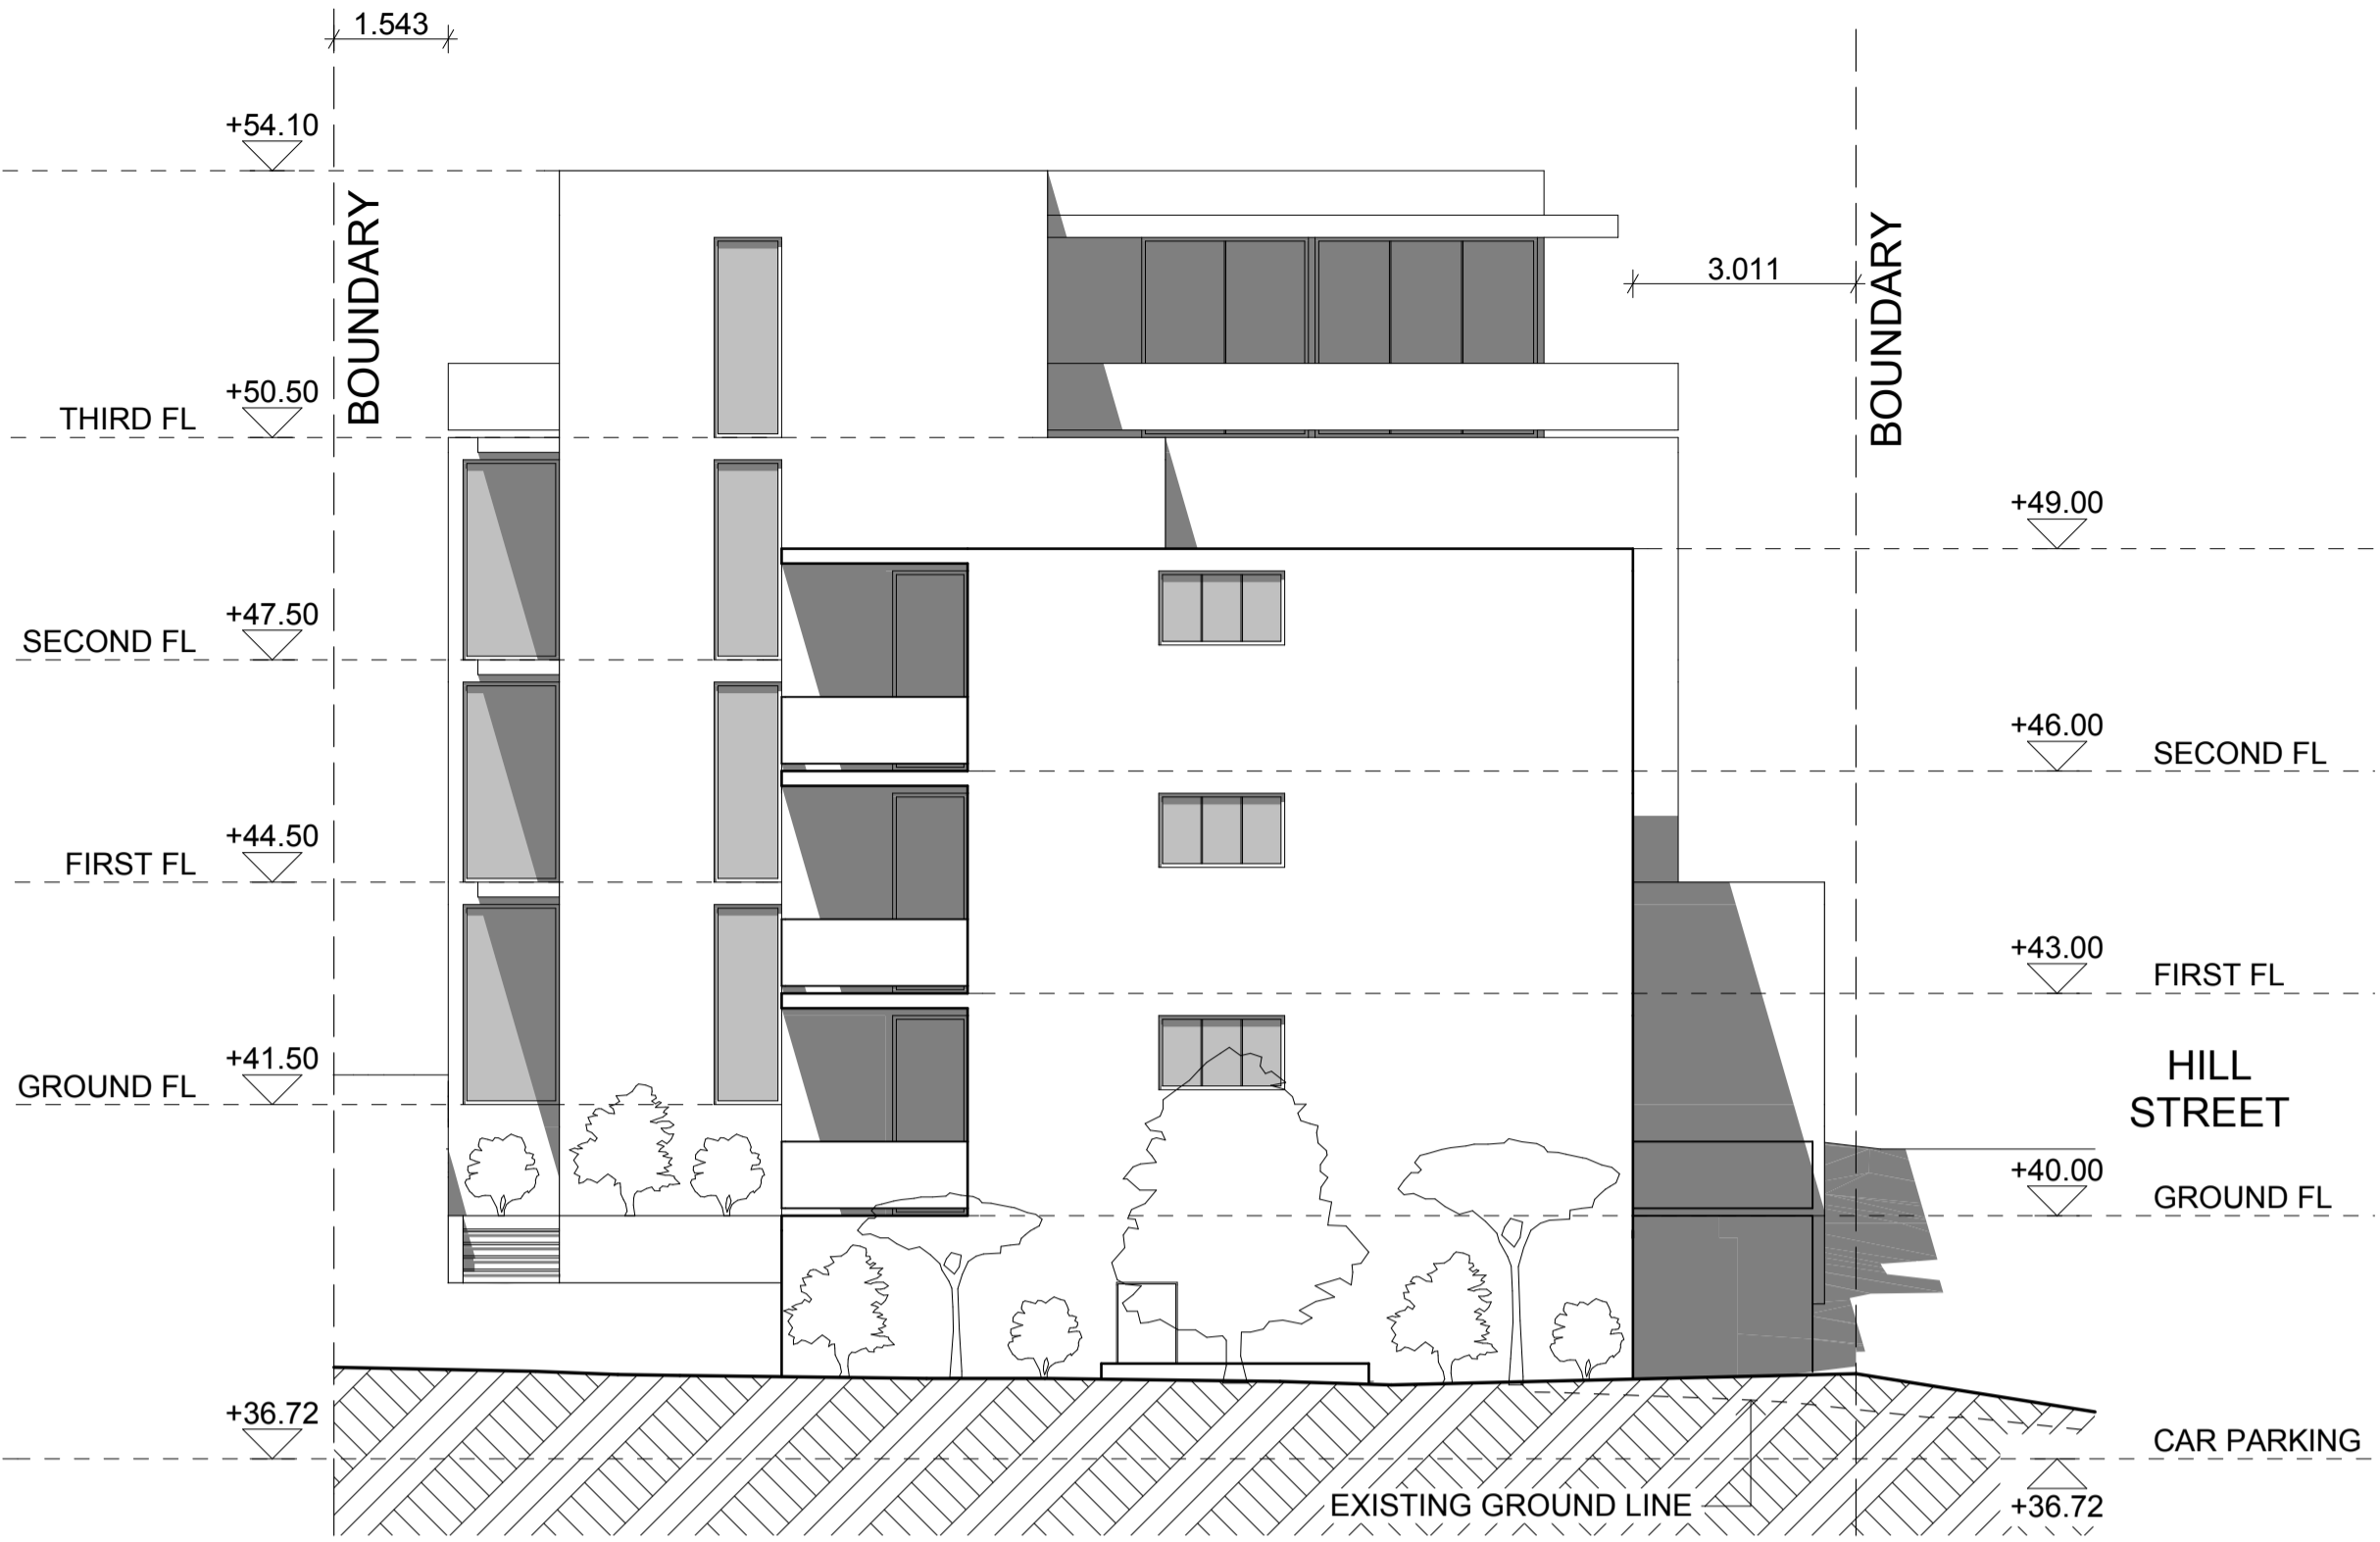 1.543
+54.10
BOUNDARY
BOUNDARY
3.011
THIRD FL
+50.50
+49.00
SECOND FL
+47.50
+46.00
SECOND FL
FIRST FL
+44.50
+43.00
FIRST FL
GROUND FL
+41.50
HILL
STREET
+40.00
GROUND FL
+36.72
CAR PARKING
EXISTING GROUND LINE
+36.72